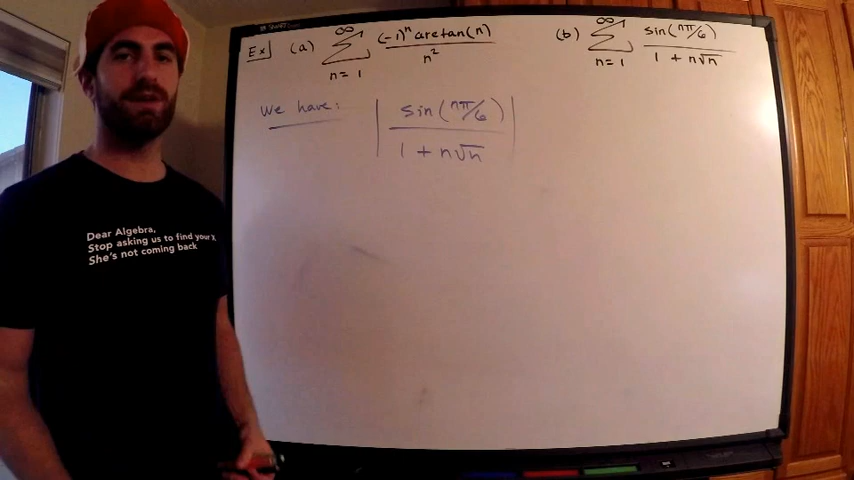 Ex (a) ∞ ∑ n = 1 (-1)^n arctan(n) / n² (b) ∞ ∑ n = 1 sin(nπ/6) / 1 + n√n
We have: | sin(nπ/6) / 1 + n√n |
Dear Algebra,
Stop asking us to find your X,
She's not coming back